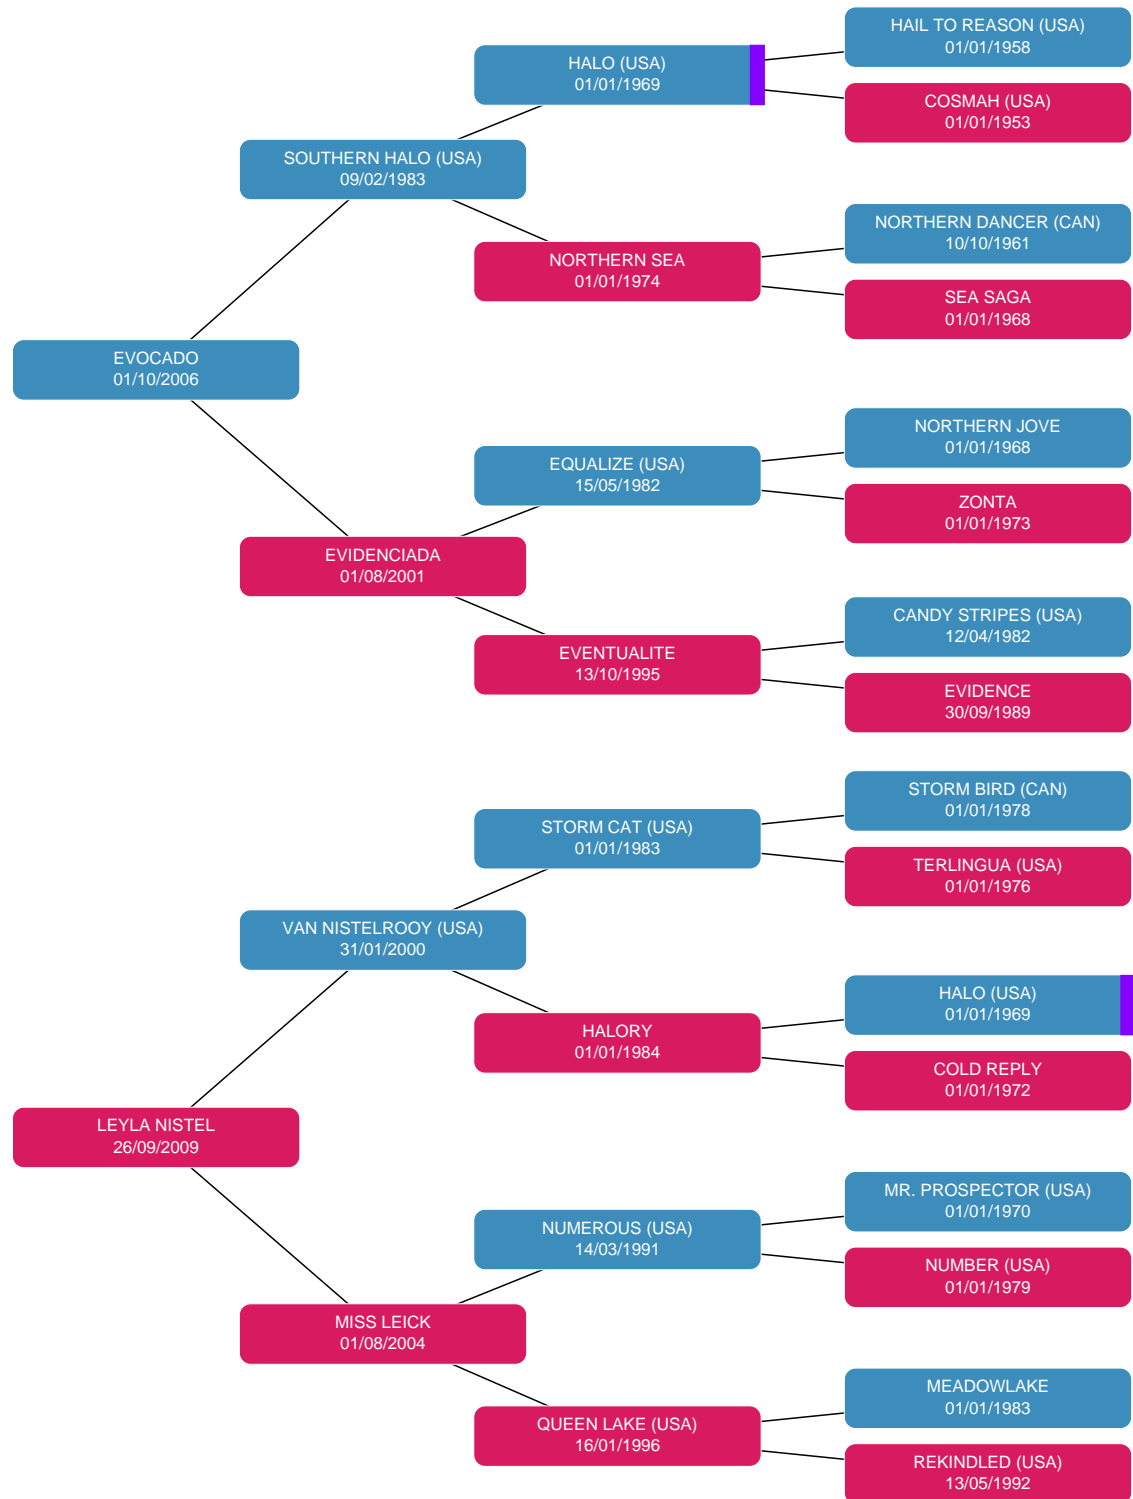 HAIL TO REASON (USA)
01/01/1958
HALO (USA)
01/01/1969
COSMAH (USA)
01/01/1953
SOUTHERN HALO (USA)
09/02/1983
NORTHERN DANCER (CAN)
10/10/1961
NORTHERN SEA
01/01/1974
SEA SAGA
01/01/1968
EVOCADO
01/10/2006
NORTHERN JOVE
01/01/1968
EQUALIZE (USA)
15/05/1982
ZONTA
01/01/1973
EVIDENCIADA
01/08/2001
CANDY STRIPES (USA)
12/04/1982
EVENTUALITE
13/10/1995
EVIDENCE
30/09/1989
STORM BIRD (CAN)
01/01/1978
STORM CAT (USA)
01/01/1983
TERLINGUA (USA)
01/01/1976
VAN NISTELROOY (USA)
31/01/2000
HALO (USA)
01/01/1969
HALORY
01/01/1984
COLD REPLY
01/01/1972
LEYLA NISTEL
26/09/2009
MR. PROSPECTOR (USA)
01/01/1970
NUMEROUS (USA)
14/03/1991
NUMBER (USA)
01/01/1979
MISS LEICK
01/08/2004
MEADOWLAKE
01/01/1983
QUEEN LAKE (USA)
16/01/1996
REKINDLED (USA)
13/05/1992